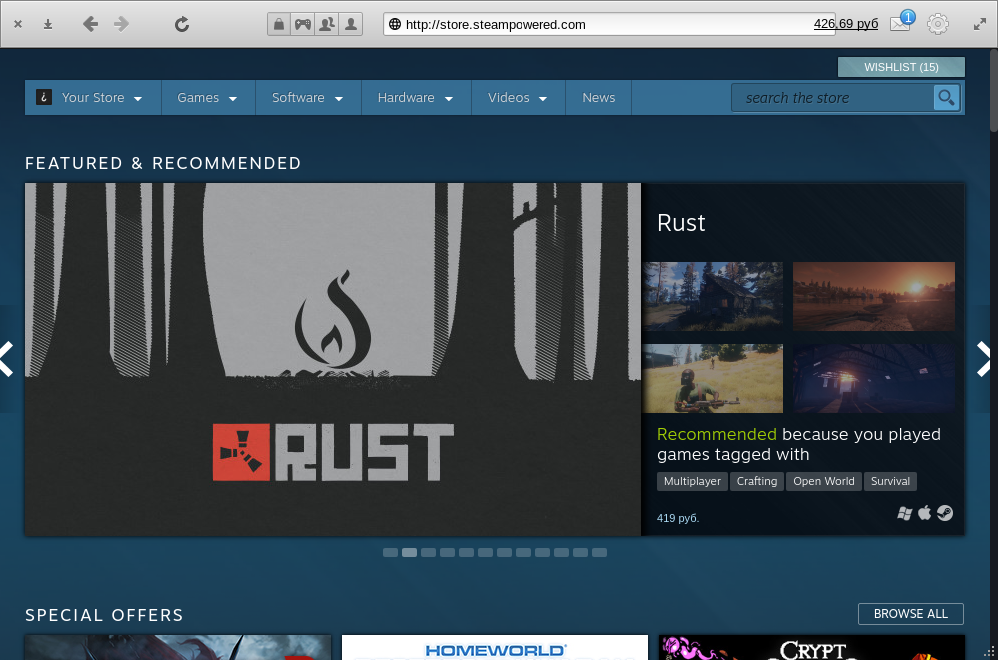 http://store.steampowered.com
426,69 руб
1
WISHLIST (15)
Your Store
Games
Software
Hardware
Videos
News
search the store
FEATURED & RECOMMENDED
RUST
Rust
Recommended because you played
games tagged with
Multiplayer
Crafting
Open World
Survival
419 руб.
SPECIAL OFFERS
BROWSE ALL
HOMEWORLD
CRYPT